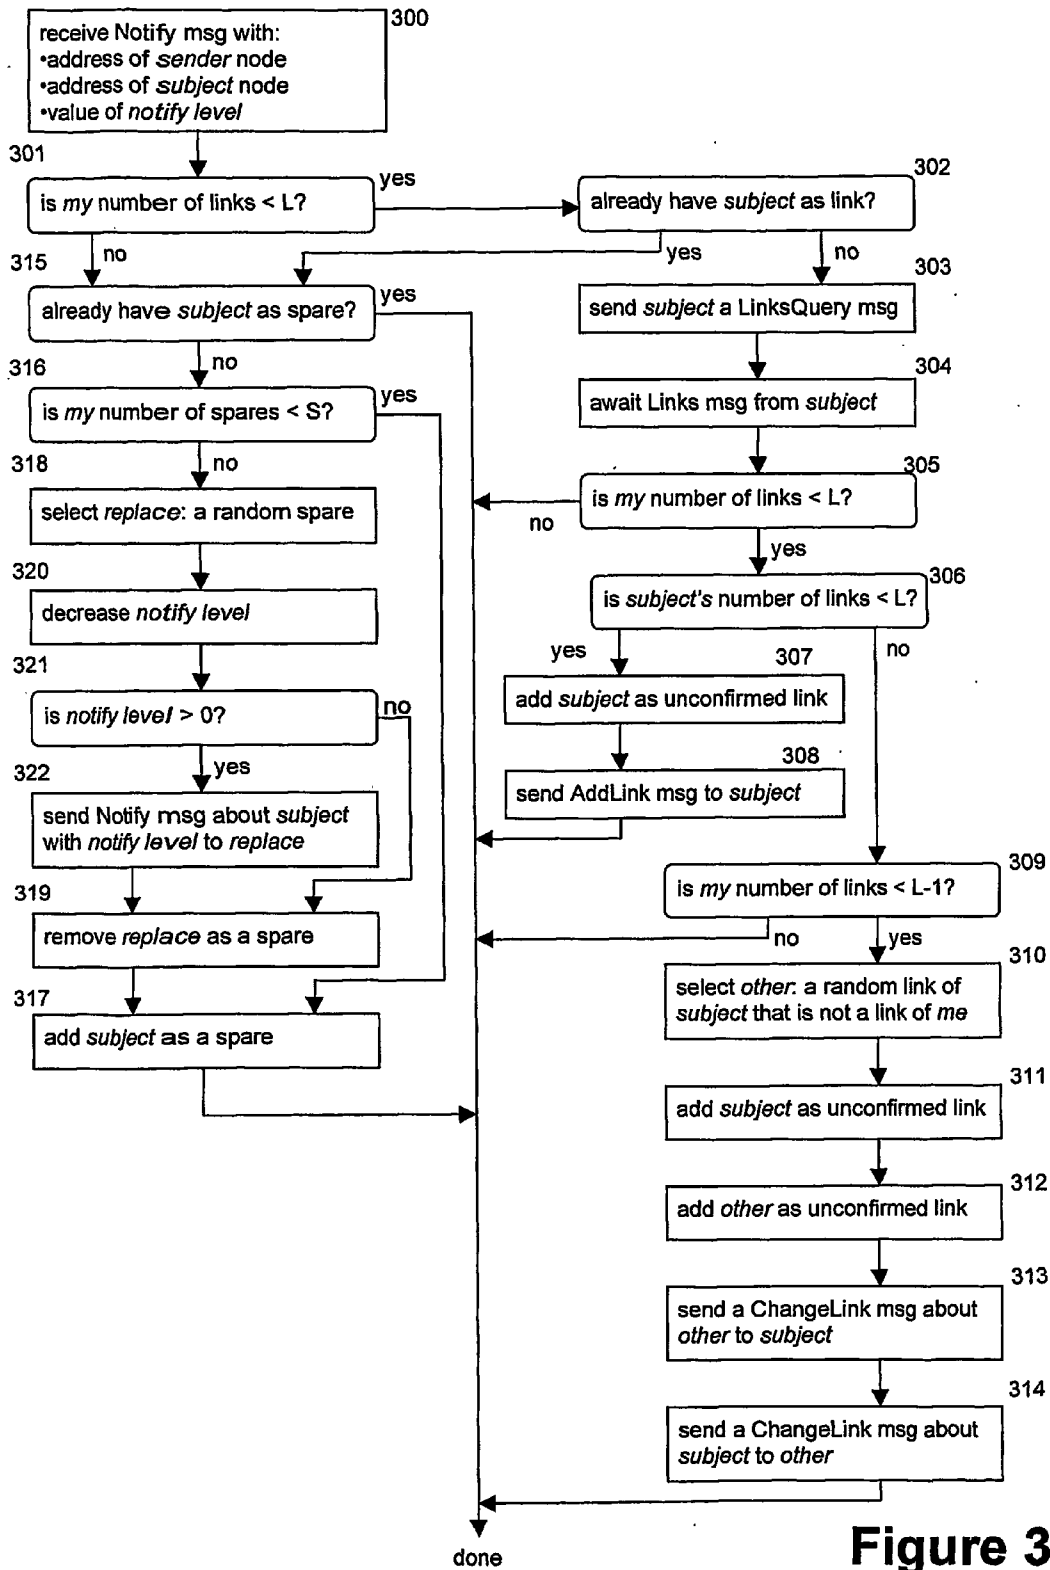 300
receive Notify msg with:
•address of sender node
•address of subject node
•value of notify level
301
is my number of links < L?
yes
no
302
already have subject as link?
yes
no
315
already have subject as spare?
yes
no
303
send subject a LinksQuery msg
316
is my number of spares < S?
yes
no
304
await Links msg from subject
318
select replace: a random spare
305
is my number of links < L?
no
yes
320
decrease notify level
306
is subject's number of links < L?
yes
no
321
is notify level > 0?
no
yes
307
add subject as unconfirmed link
322
send Notify msg about subject
with notify level to replace
308
send AddLink msg to subject
319
remove replace as a spare
309
is my number of links < L-1?
no
yes
317
add subject as a spare
310
select other: a random link of
subject that is not a link of me
311
add subject as unconfirmed link
312
add other as unconfirmed link
313
send a ChangeLink msg about
other to subject
314
send a ChangeLink msg about
subject to other
done
Figure 3